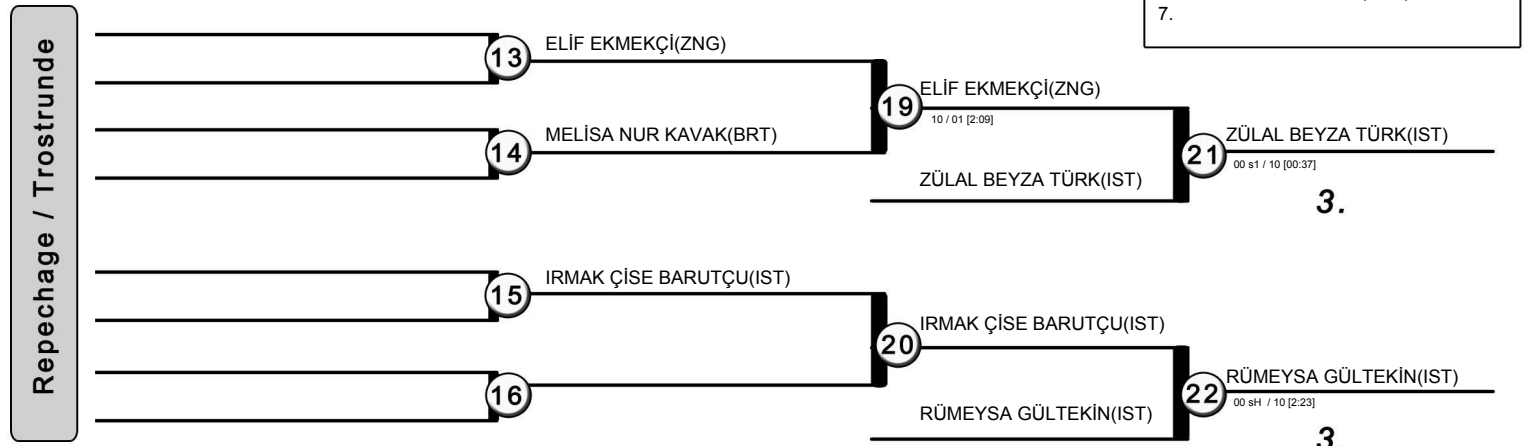 7.
Repechage / Trostrunde
13
ELİF EKMEKÇİ(ZNG)
19
ELİF EKMEKÇİ(ZNG)
10 / 01 [2:09]
14
MELİSA NUR KAVAK(BRT)
21
ZÜLAL BEYZA TÜRK(IST)
00 s1 / 10 [00:37]
ZÜLAL BEYZA TÜRK(IST)
3.
15
IRMAK ÇİSE BARUTÇU(IST)
20
IRMAK ÇİSE BARUTÇU(IST)
16
22
RÜMEYSA GÜLTEKİN(IST)
00 sH / 10 [2:23]
RÜMEYSA GÜLTEKİN(IST)
3